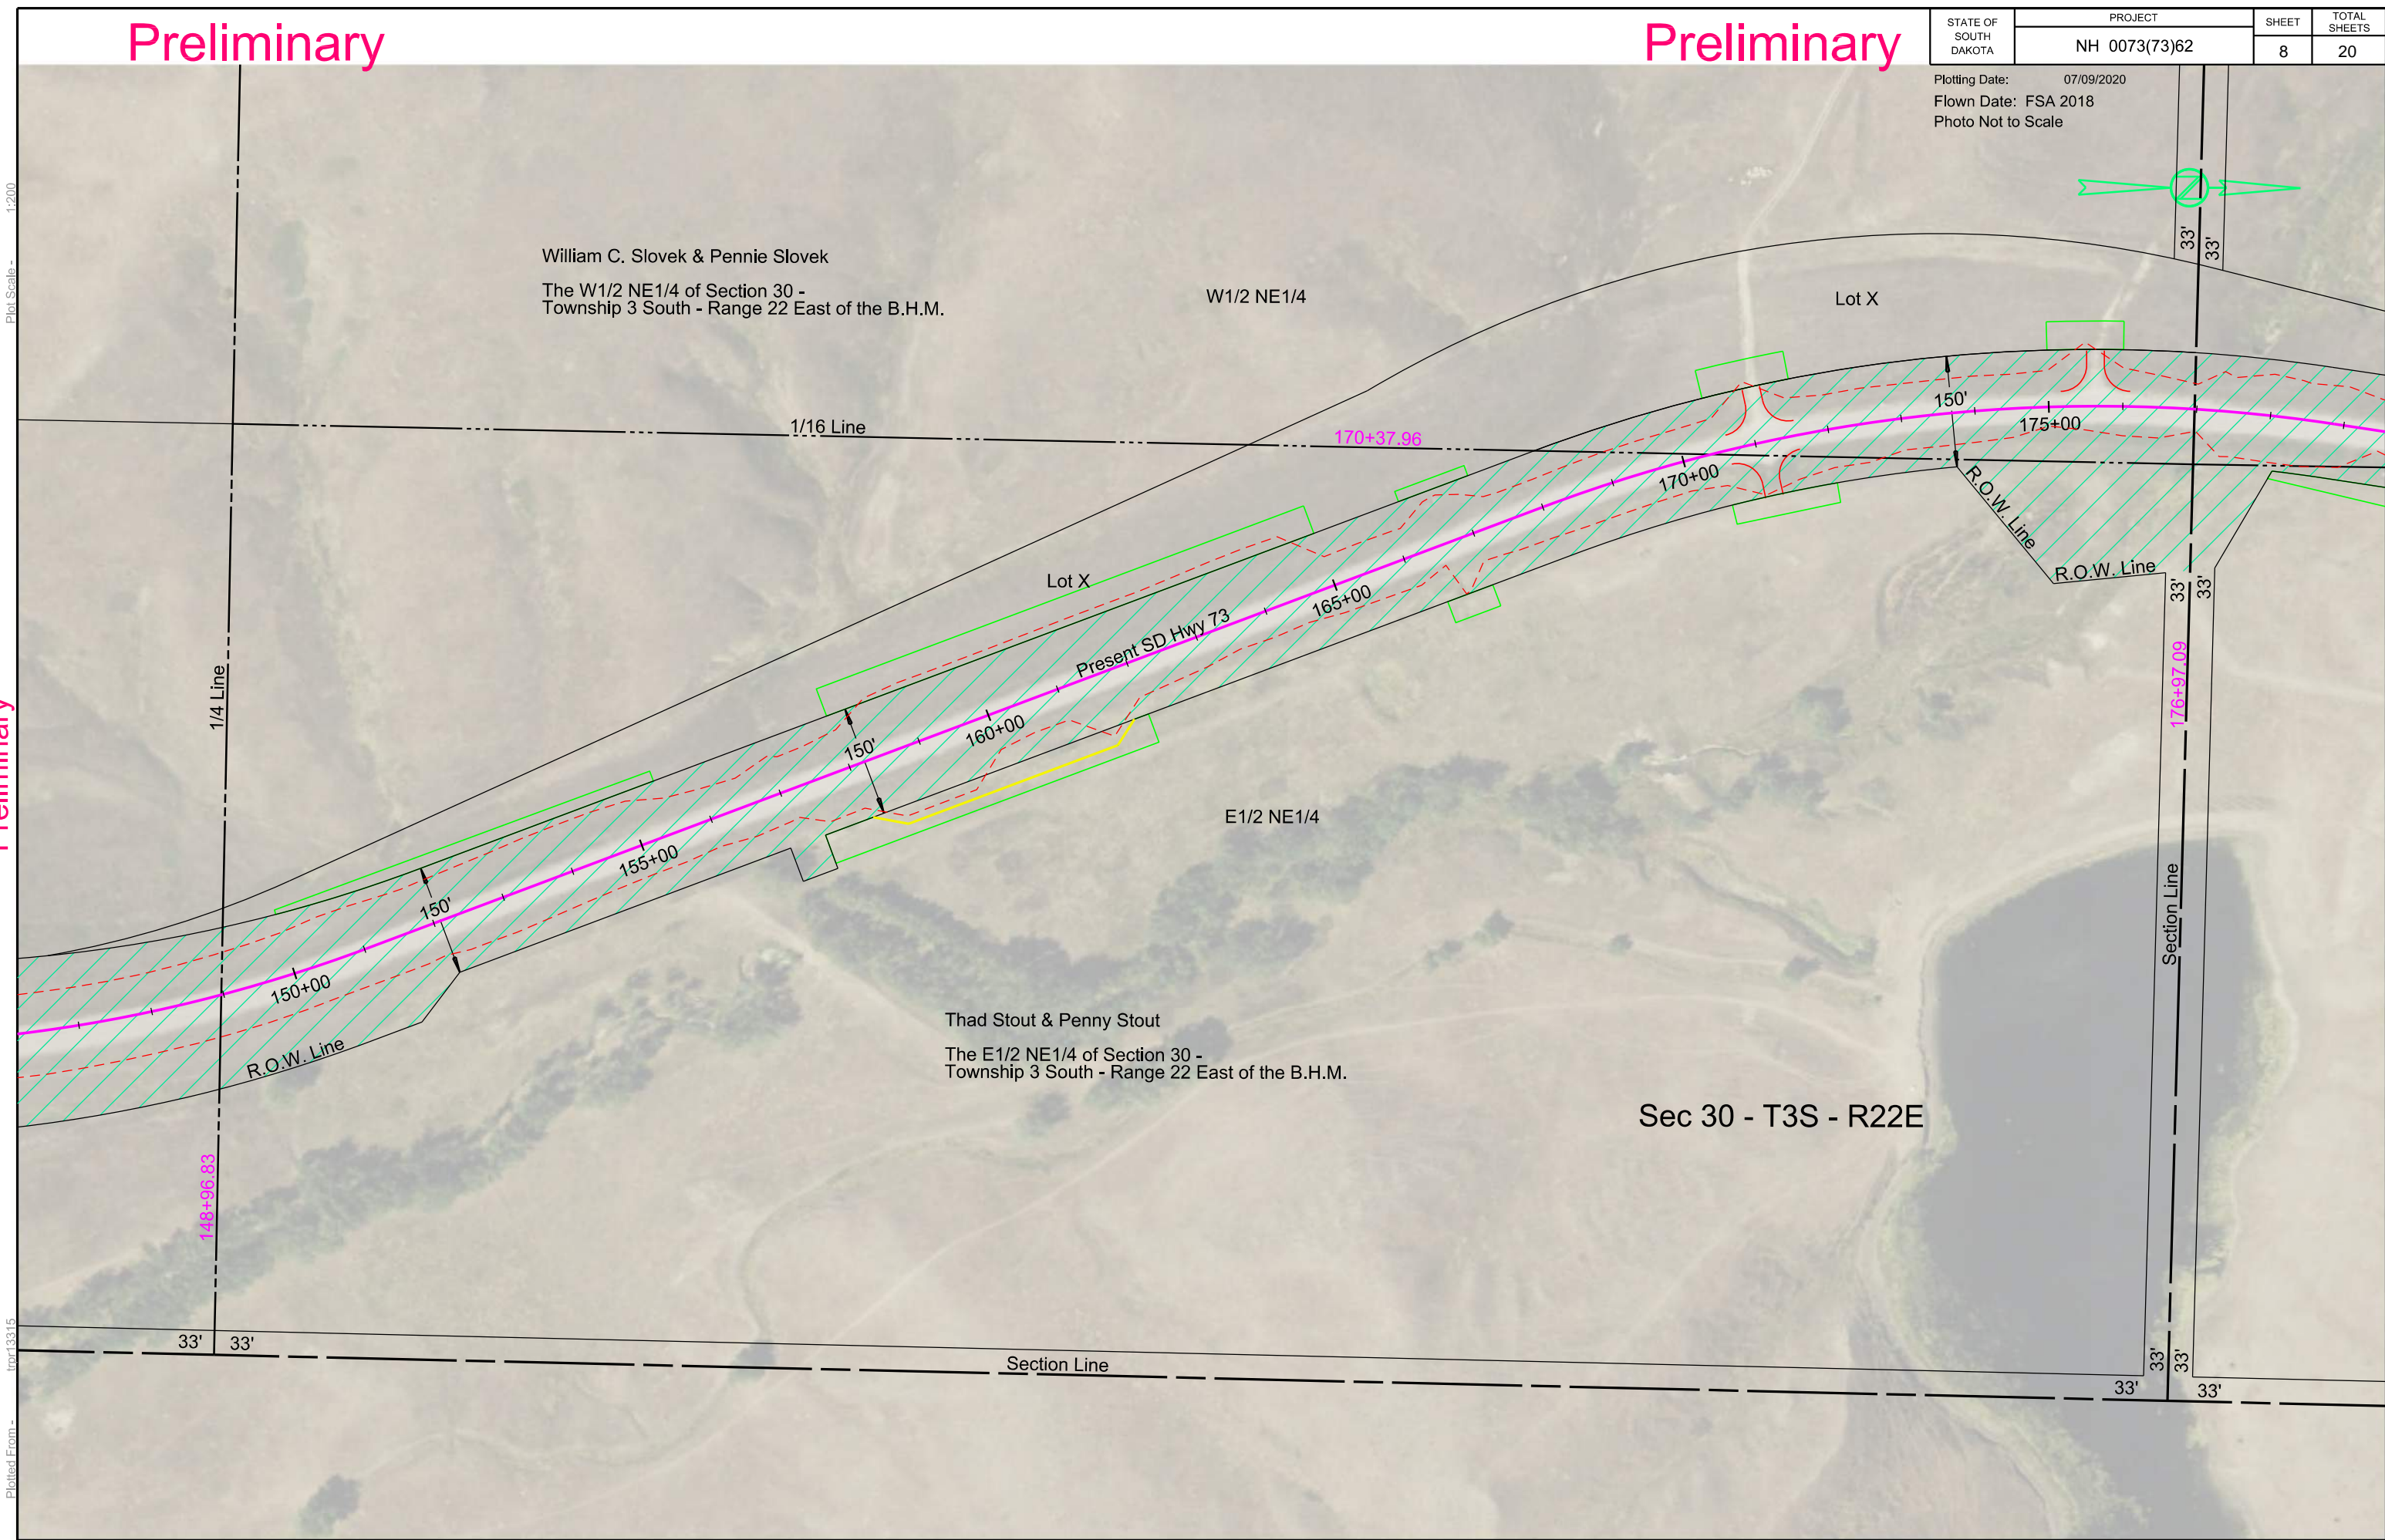 Preliminary
Preliminary
STATE OF
SOUTH
DAKOTA
PROJECT
NH 0073(73)62
SHEET
8
TOTAL
SHEETS
20
Plotting Date: 07/09/2020
Flown Date: FSA 2018
Photo Not to Scale
Plot Scale - 1:200
Preliminary
Plotted From - trpr13315
William C. Slovek & Pennie Slovek
The W1/2 NE1/4 of Section 30 -
Township 3 South - Range 22 East of the B.H.M.
W1/2 NE1/4
Lot X
33'
33'
1/16 Line
170+37.96
150'
175+00
170+00
R.O.W. Line
R.O.W. Line
33'
33'
Lot X
165+00
Present SD Hwy 73
1/4 Line
160+00
150'
176+97.09
E1/2 NE1/4
155+00
150'
Section Line
150+00
R.O.W. Line
Thad Stout & Penny Stout
The E1/2 NE1/4 of Section 30 -
Township 3 South - Range 22 East of the B.H.M.
Sec 30 - T3S - R22E
148+96.83
33'
33'
Section Line
33'
33'
33'
33'